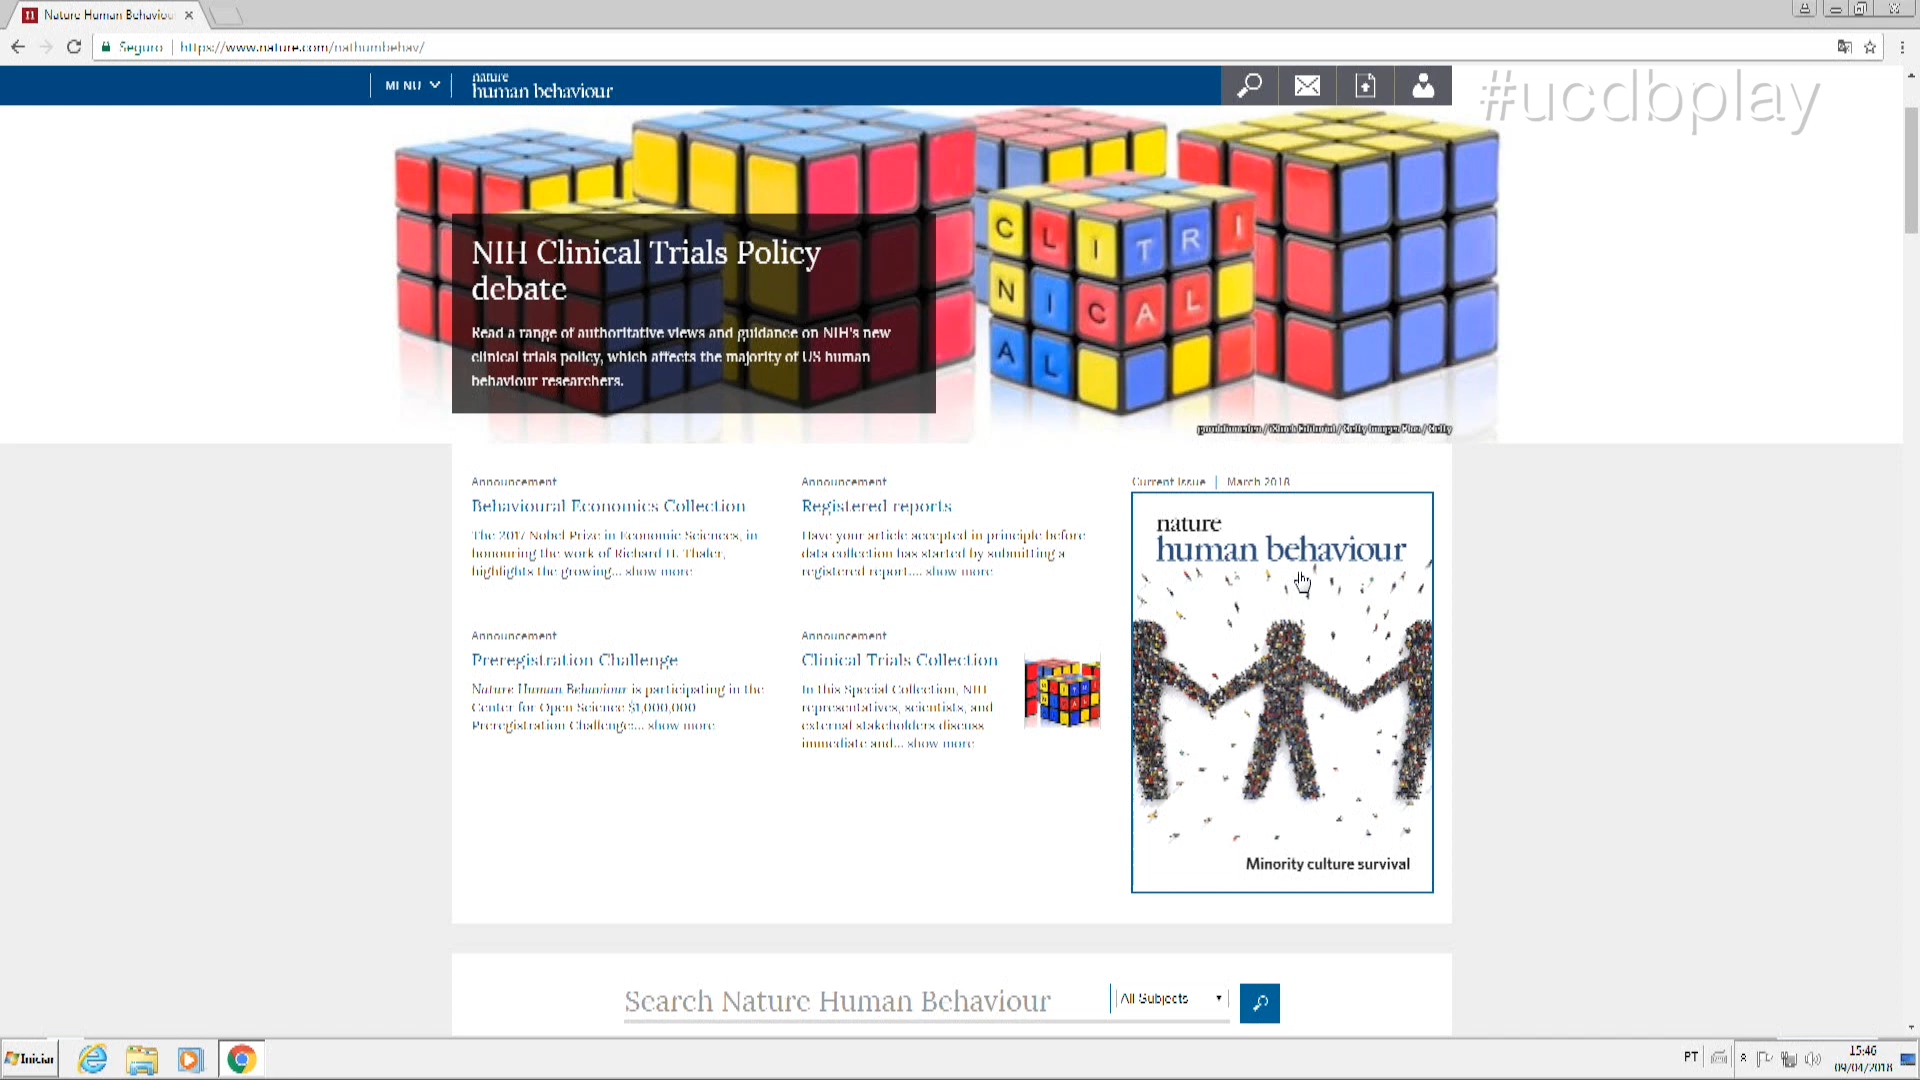 Nature Human Behaviou
Seguro | https://www.nature.com/nathumbehav/
#ucdbplay
MENU
nature
human behaviour
C L I T R I
N I C A L
A L
NIH Clinical Trials Policy
debate
Read a range of authoritative views and guidance on NIH's new
clinical trials policy, which affects the majority of US human
behaviour researchers.
Announcement
Behavioural Economics Collection
The 2017 Nobel Prize in Economic Sciences, in
honouring the work of Richard H. Thaler,
highlights the growing... show more
Announcement
Registered reports
Have your article accepted in principle before
data collection has started by submitting a
registered report.... show more
Announcement
Preregistration Challenge
Nature Human Behaviour is participating in the
Center for Open Science $1,000,000
Preregistration Challenge:... show more
Announcement
Clinical Trials Collection
In this Special Collection, NIH
representatives, scientists, and
external stakeholders discuss
immediate and... show more
Current Issue | March 2018
nature
human behaviour
Minority culture survival
Search Nature Human Behaviour
All Subjects
Iniciar
PT
15:46
09/04/2018